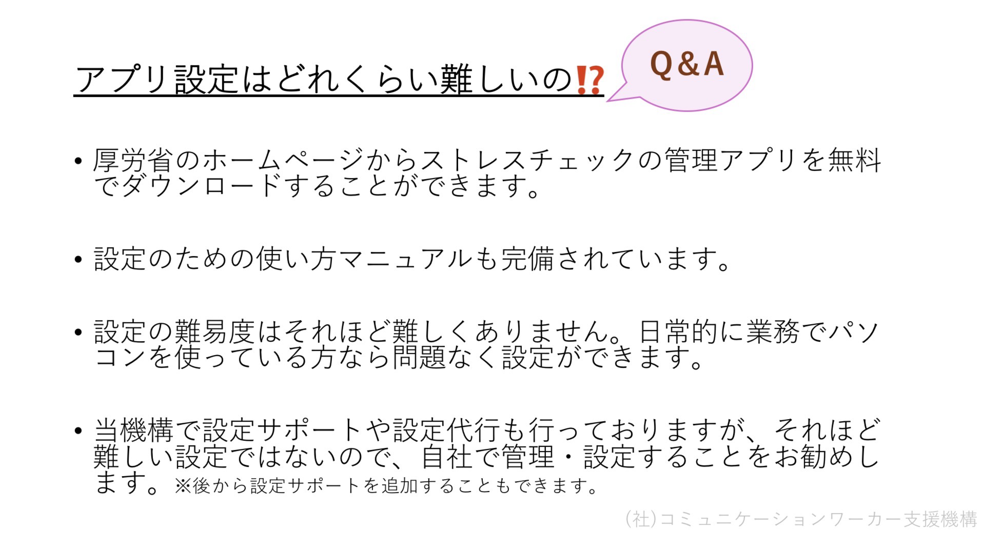 アプリ設定はどれくらい難しいの⁉
Q&A
• 厚労省のホームページからストレスチェックの管理アプリを無料
でダウンロードすることができます。
• 設定のための使い方マニュアルも完備されています。
• 設定の難易度はそれほど難しくありません。日常的に業務でパソ
コンを使っている方なら問題なく設定ができます。
• 当機構で設定サポートや設定代行も行っておりますが、それほど
難しい設定ではないので、自社で管理・設定することをお勧めし
ます。※後から設定サポートを追加することもできます。
(社)コミュニケーションワーカー支援機構